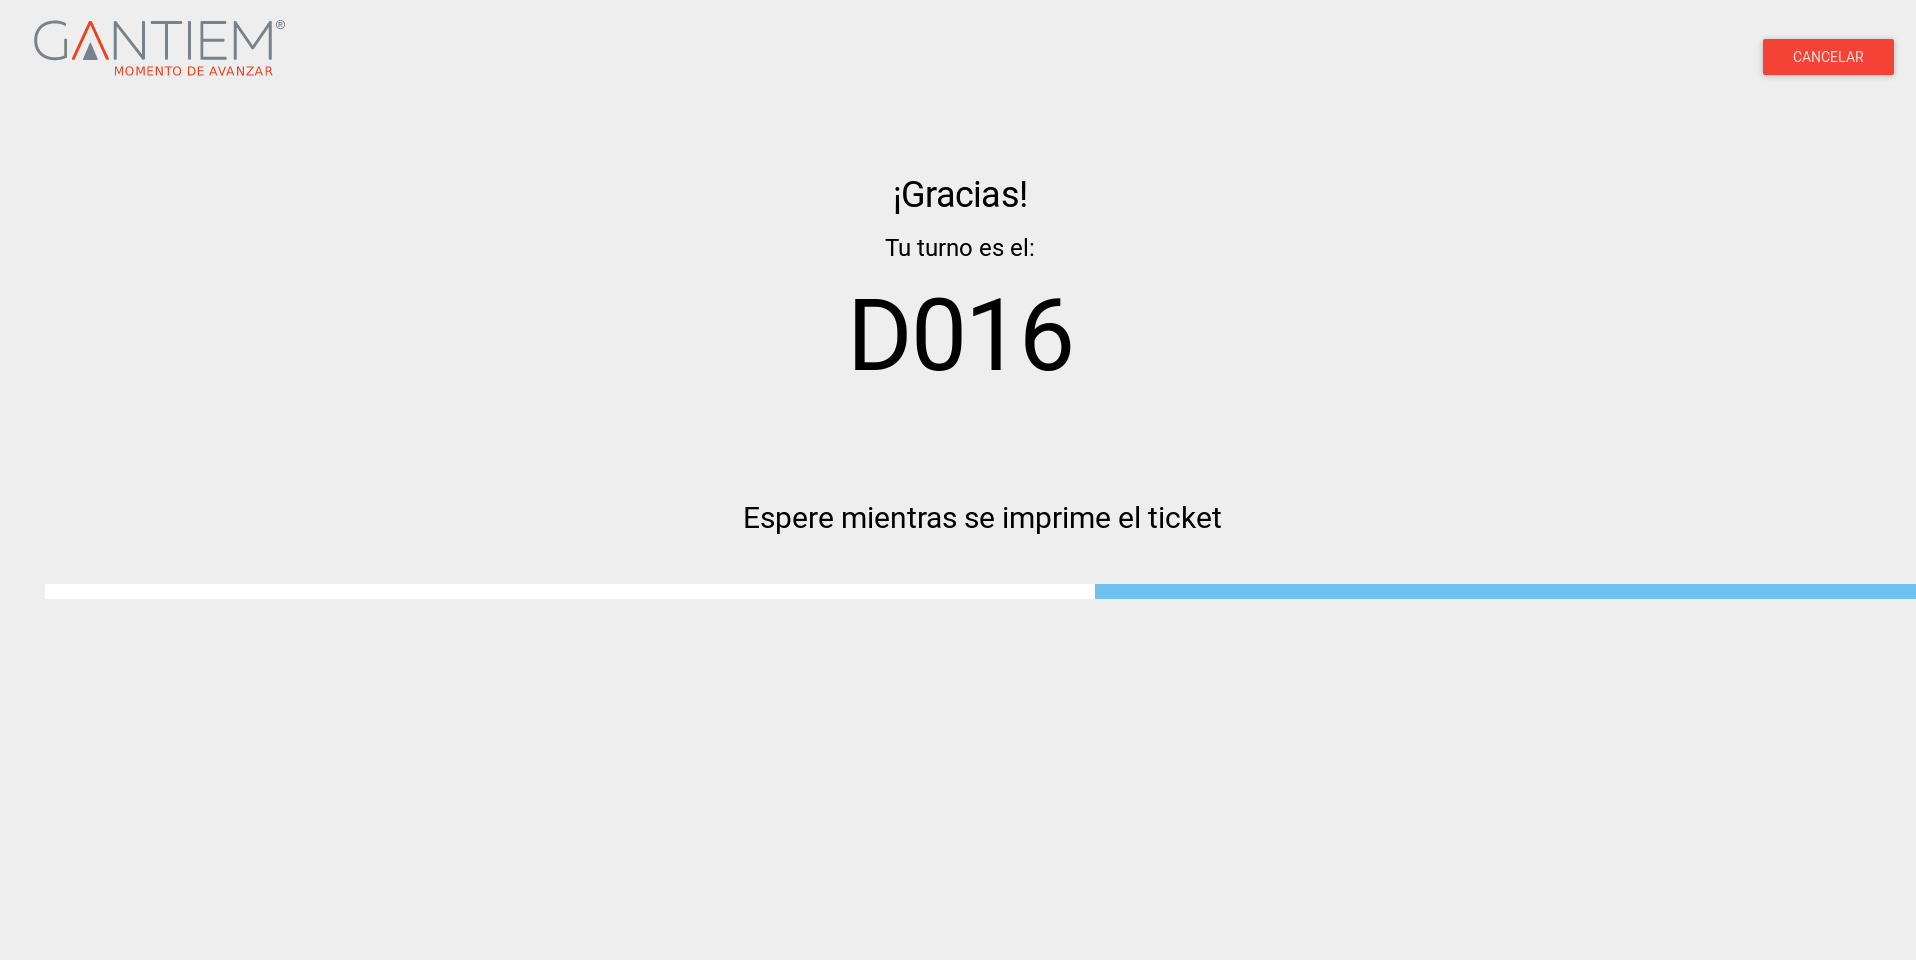 GANTIEM®
MOMENTO DE AVANZAR
CANCELAR
¡Gracias!
Tu turno es el:
D016
Espere mientras se imprime el ticket